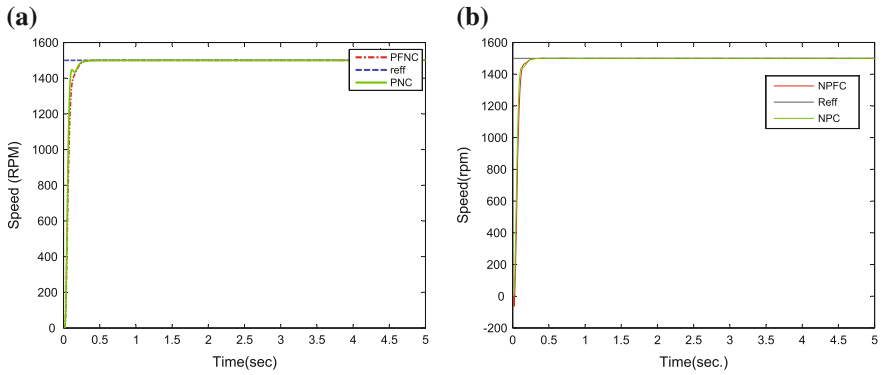 (a)
1600
1400
1200
1000
800
600
400
200
0
Speed (RPM)
PFNC
reff
PNC
0 0.5 1 1.5 2 2.5 3 3.5 4 4.5 5
Time(sec)
(b)
1600
1400
1200
1000
800
600
400
200
0
-200
Speed(rpm)
NPFC
Reff
NPC
0 0.5 1 1.5 2 2.5 3 3.5 4 4.5 5
Time(sec.)